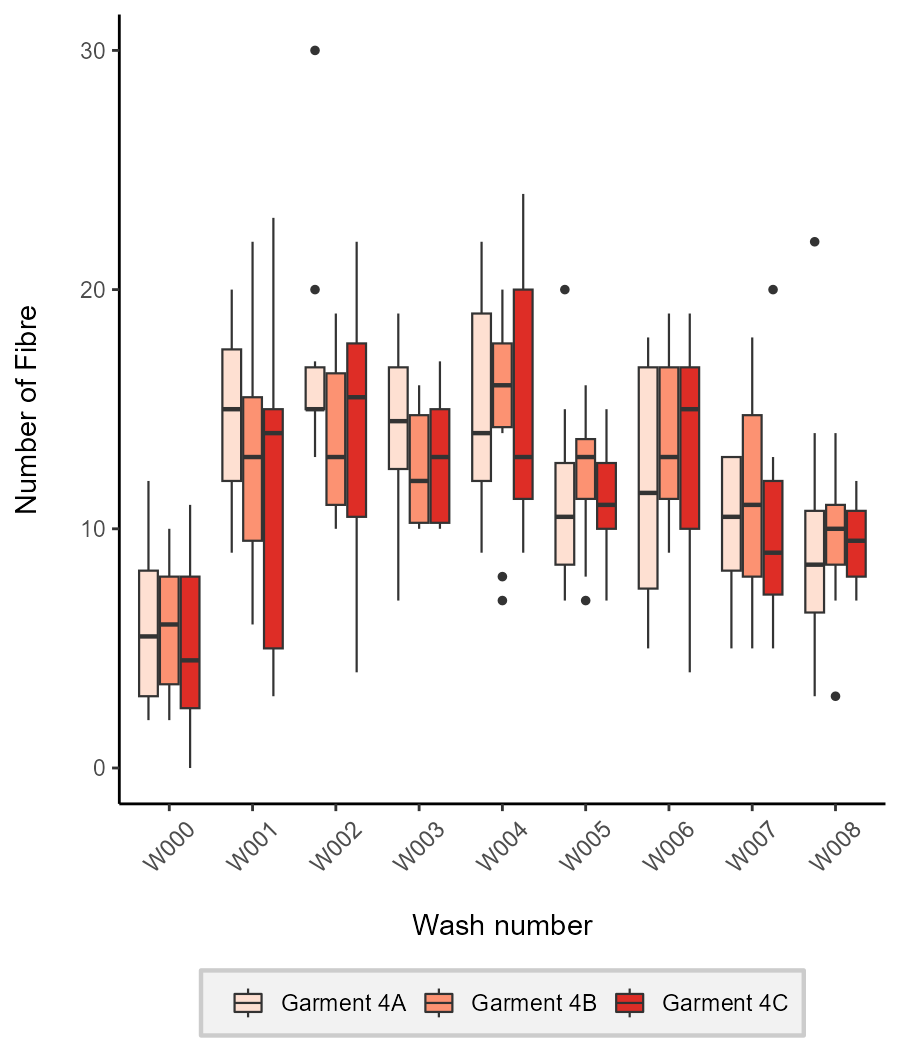 Number of Fibre
30
20
10
0
W000 W001 W002 W003 W004 W005 W006 W007 W008
Wash number
Garment 4A Garment 4B Garment 4C